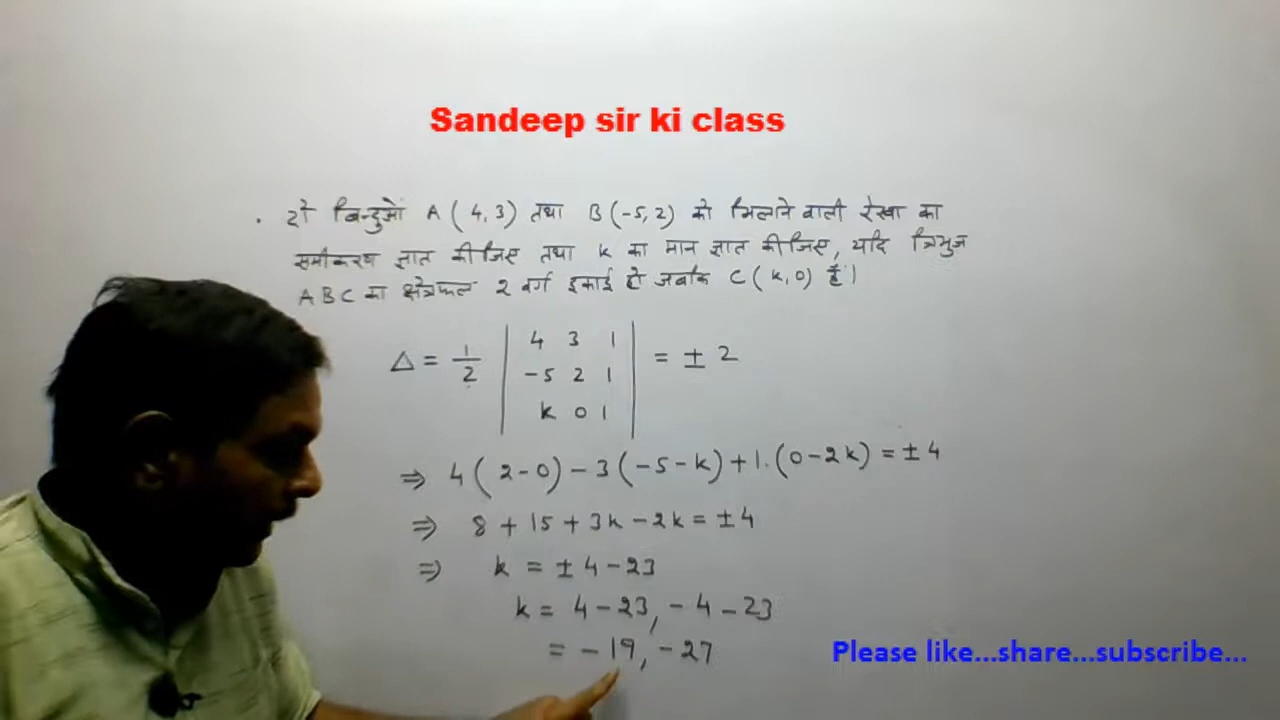 Sandeep sir ki class
. दो बिन्दुओं A ( 4, 3 ) तथा B (-5, 2) को मिलाने वाली रेखा का
समीकरण ज्ञात कीजिए तथा k का मान ज्ञात कीजिए, यदि त्रिभुज
ABC का क्षेत्रफल 2 वर्ग इकाई हो जबकि C ( k, 0 ) है।
Δ = 1/2 | 4 3 1 | = ± 2
| -5 2 1 |
| k 0 1 |
⇒ 4 ( 2 - 0 ) - 3 ( -5 - k ) + 1. ( 0 - 2k ) = ± 4
⇒ 8 + 15 + 3k - 2k = ± 4
⇒ k = ± 4 - 23
k = 4 - 23, - 4 - 23
= - 19, - 27
Please like...share...subscribe...